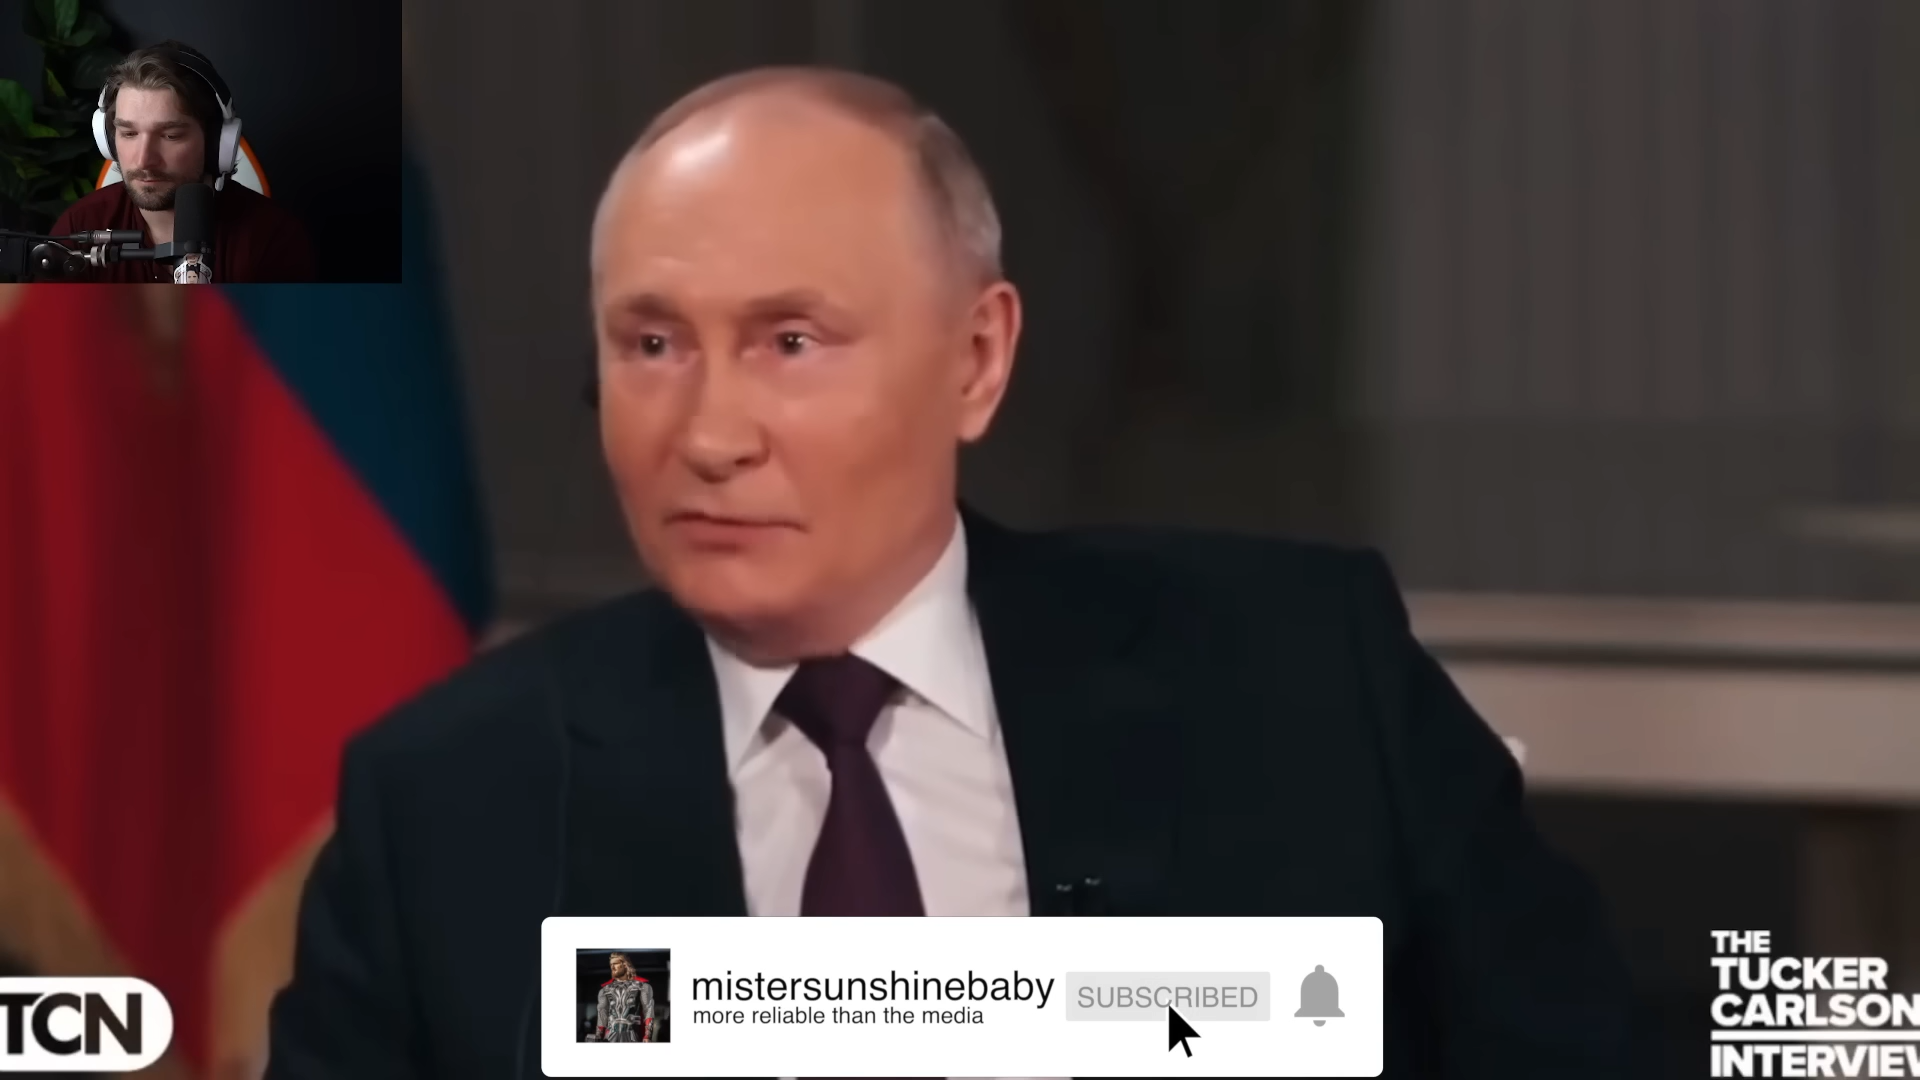 mistersunshinebaby
more reliable than the media
SUBSCRIBED
TCN
THE
TUCKER
CARLSON
INTERVIEW